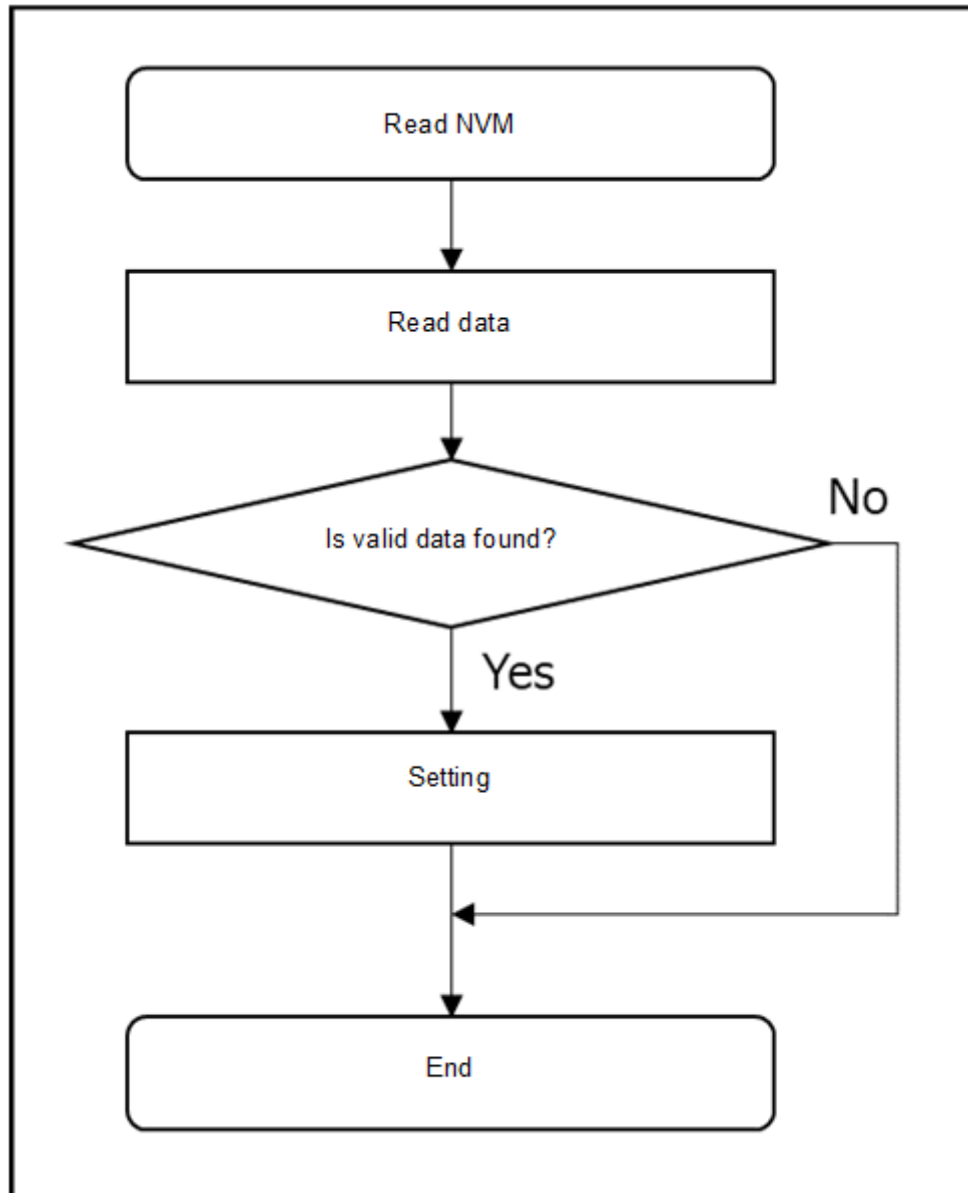 Read NVM
Read data
Is valid data found?
No
Yes
Setting
End